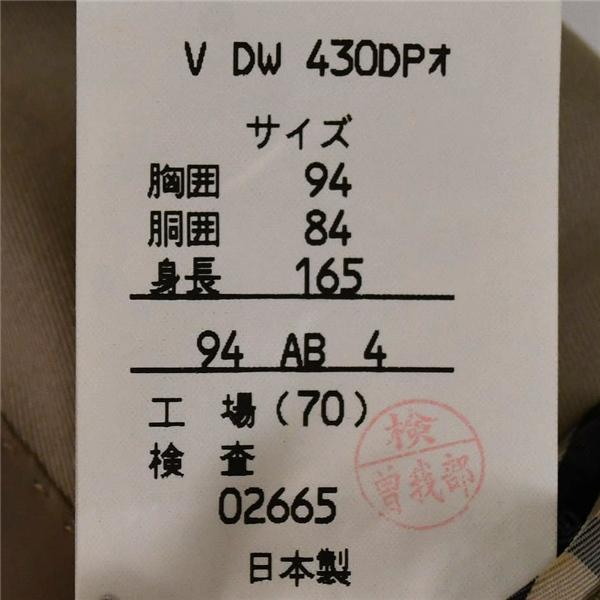 V DW 430DPオ
サイズ
胸囲 94
胴囲 84
身長 165
94 AB 4
工 場(70)
検 査
02665
検
曽我部
日本製